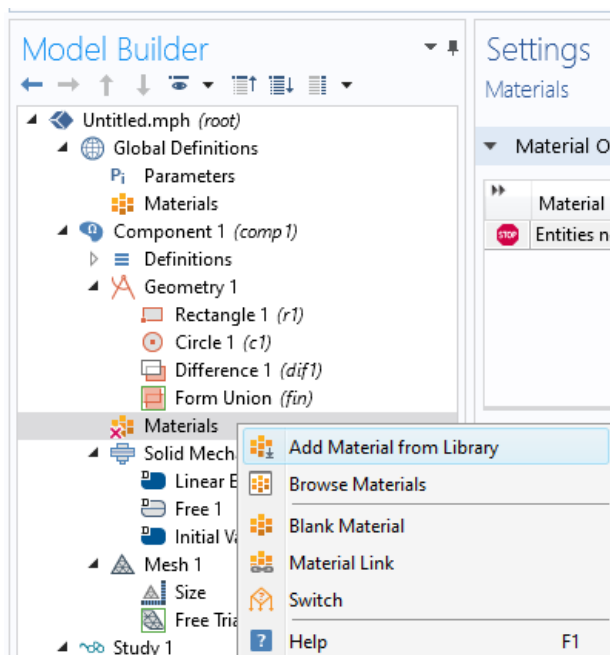 Model Builder
Settings
Materials
Untitled.mph (root)
Global Definitions
Pi Parameters
Materials
Component 1 (comp1)
Definitions
Geometry 1
Rectangle 1 (r1)
Circle 1 (c1)
Difference 1 (dif1)
Form Union (fin)
Materials
Solid Mech
Linear E
Free 1
Initial Va
Mesh 1
Size
Free Tria
Study 1
Add Material from Library
Browse Materials
Blank Material
Material Link
Switch
Help F1
Material O
Material
STOP Entities n